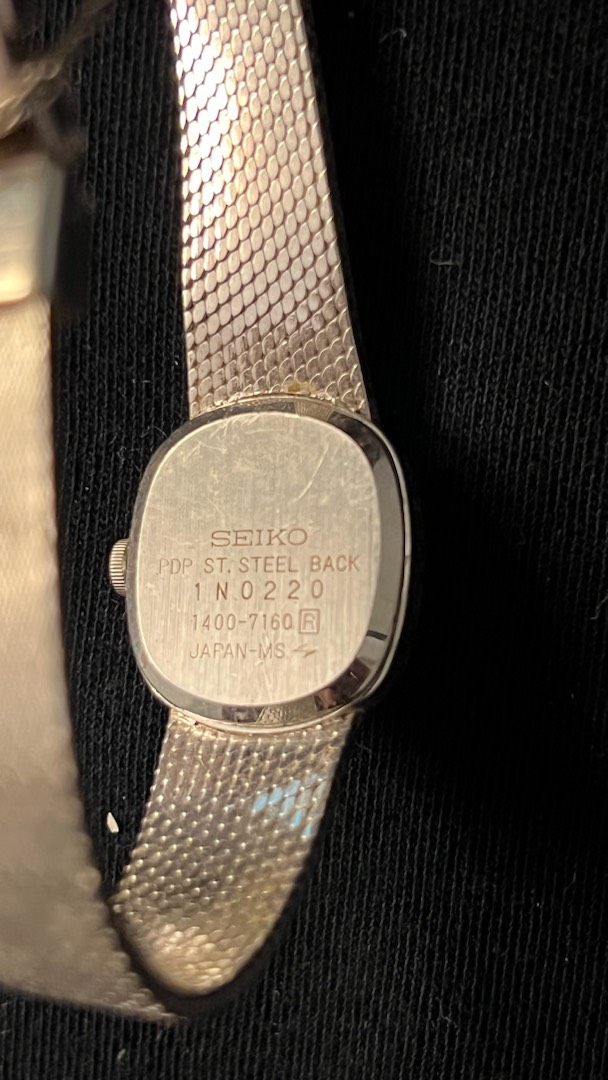 SEIKO
PDP ST. STEEL BACK
1N0220
1400-7160 R
JAPAN-MS